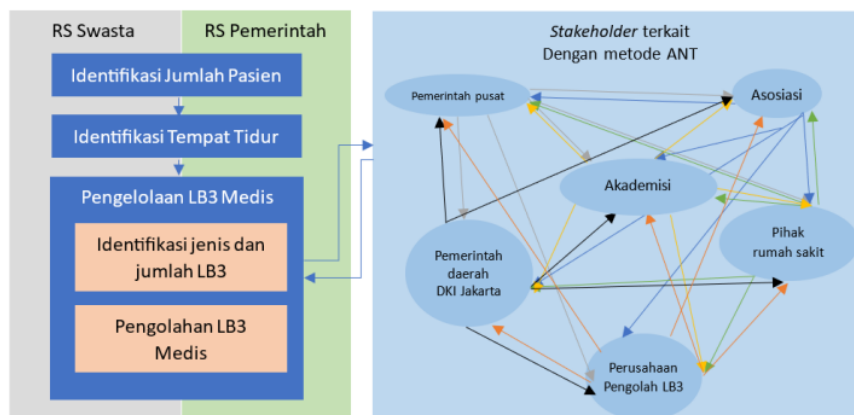 RS Swasta
RS Pemerintah
Identifikasi Jumlah Pasien
Identifikasi Tempat Tidur
Pengelolaan LB3 Medis
Identifikasi jenis dan
jumlah LB3
Pengolahan LB3
Medis
Stakeholder terkait
Dengan metode ANT
Pemerintah pusat
Asosiasi
Akademisi
Pihak
rumah sakit
Pemerintah
daerah
DKI Jakarta
Perusahaan
Pengolah LB3